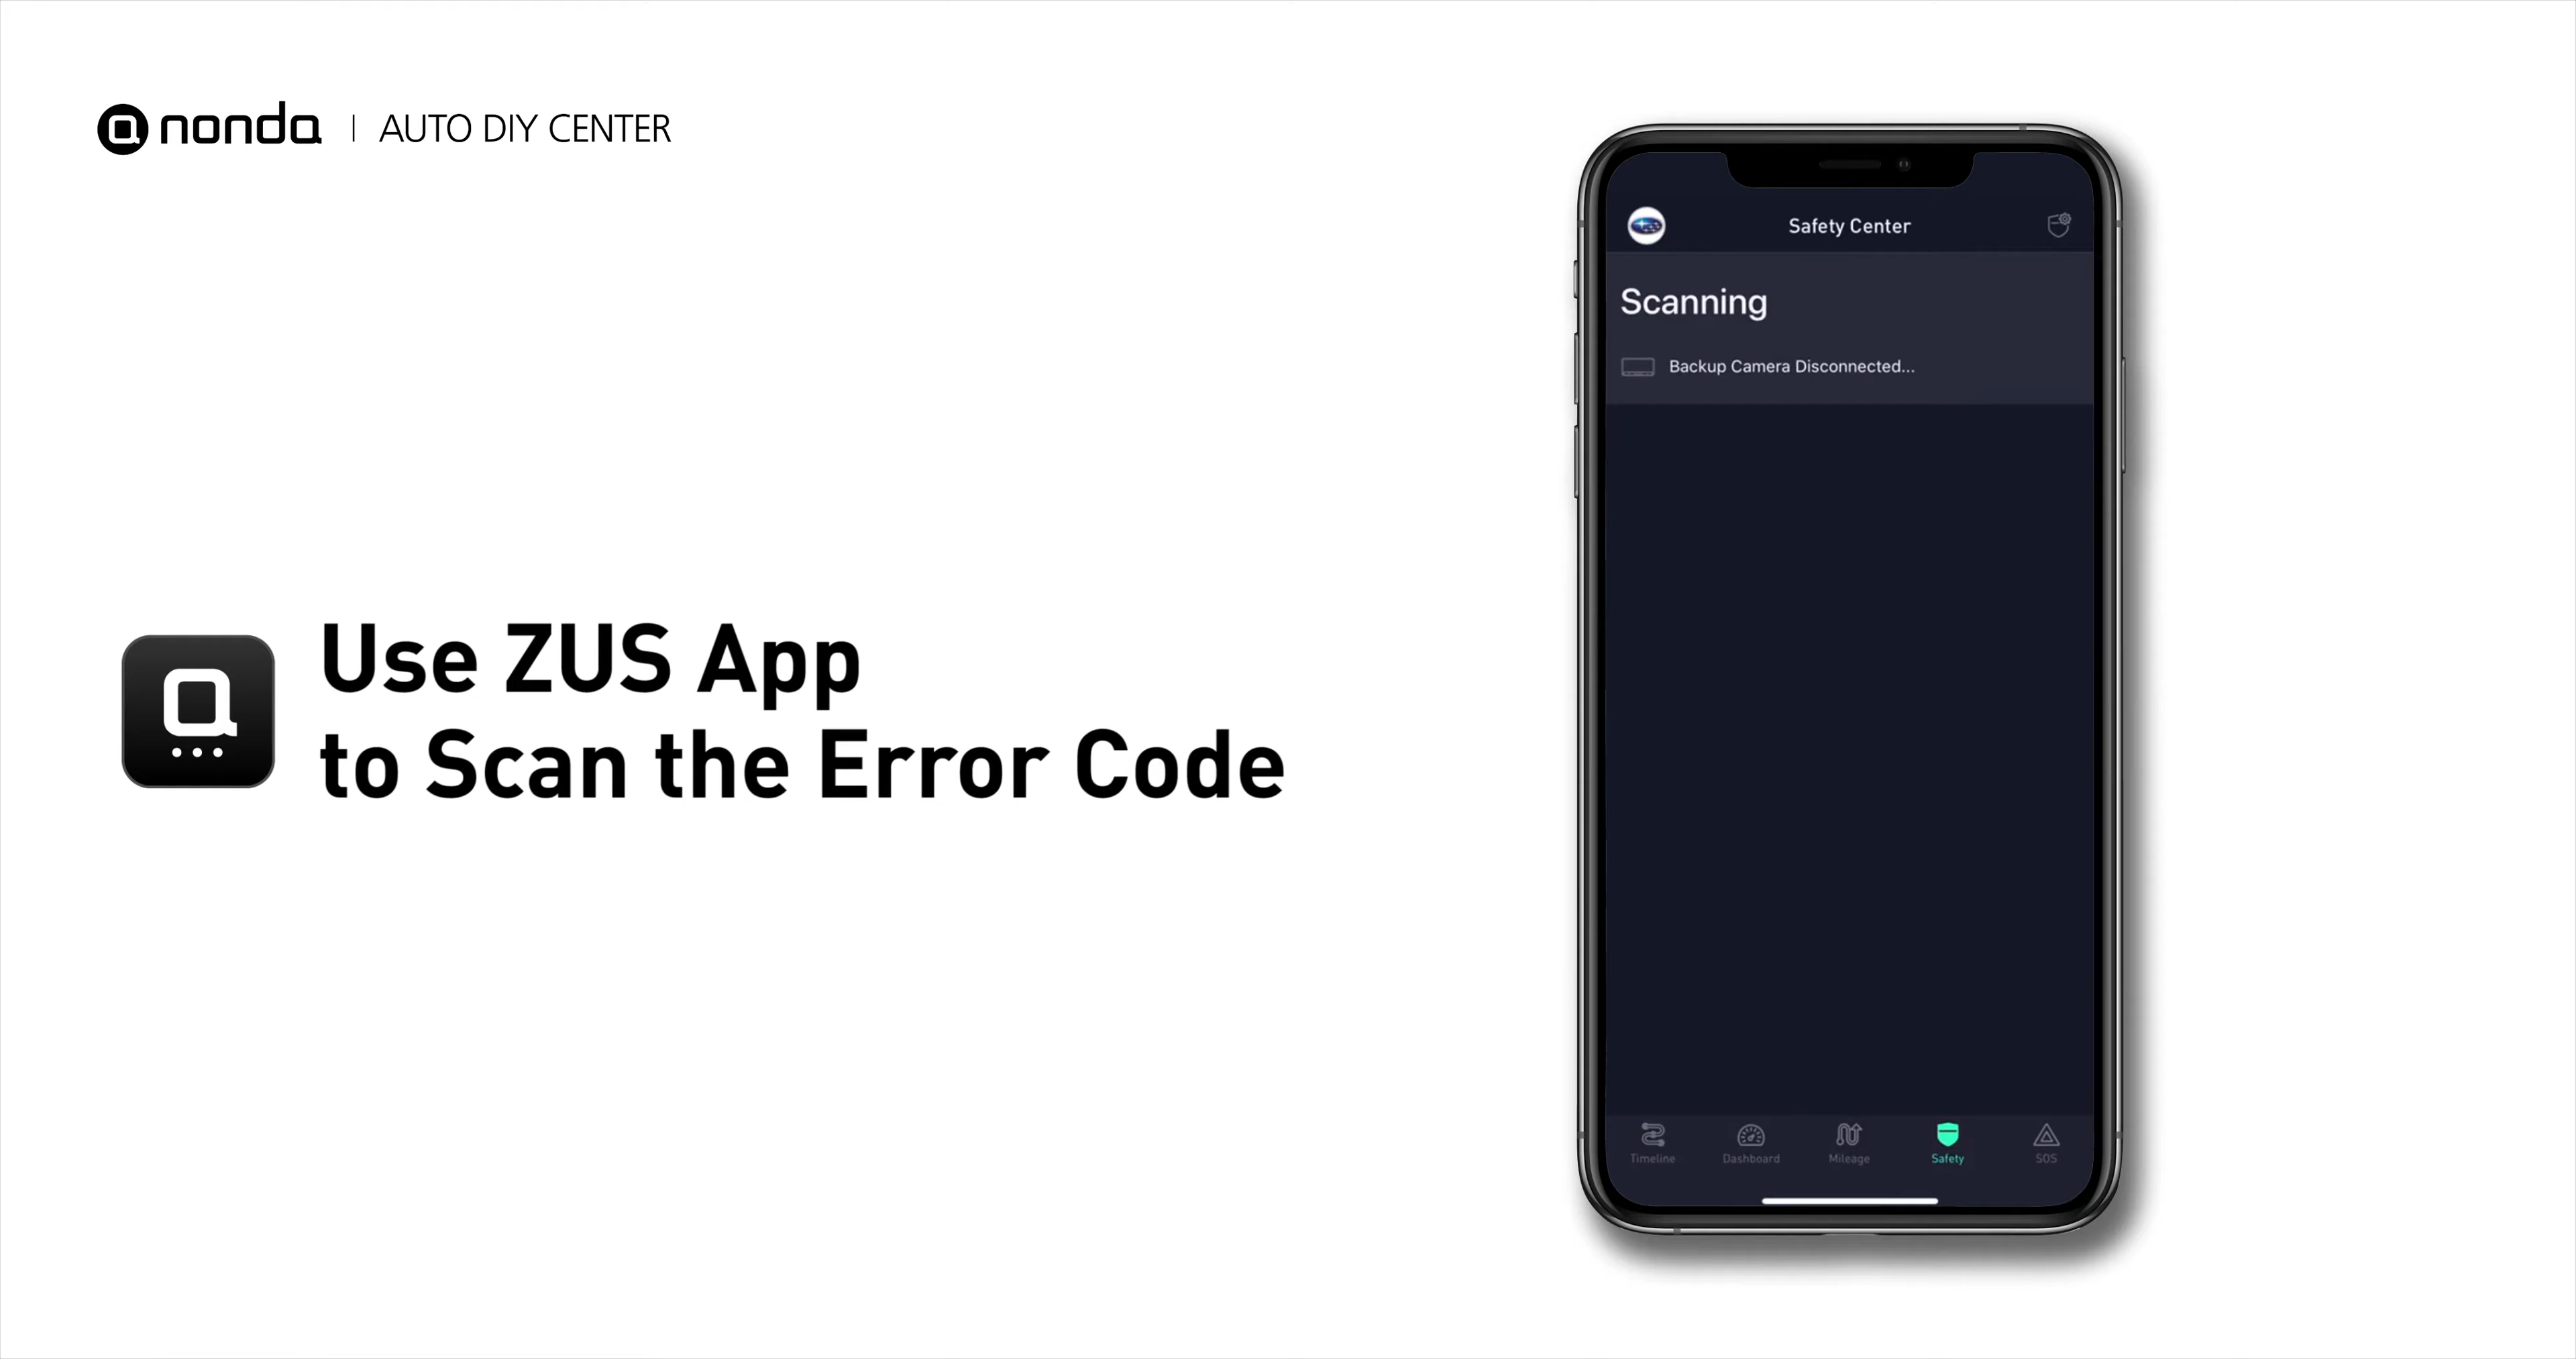 nonda | AUTO DIY CENTER
Use ZUS App
to Scan the Error Code
Safety Center
Scanning
Backup Camera Disconnected...
Timeline
Dashboard
Mileage
Safety
SOS